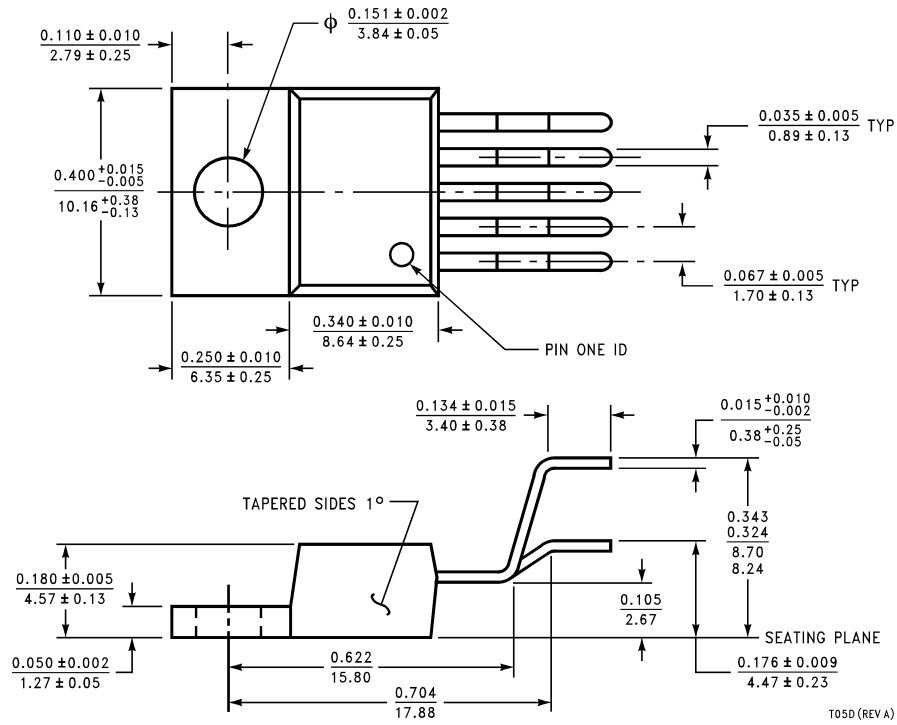 ϕ 0.151 ± 0.002
3.84 ± 0.05
0.110 ± 0.010
2.79 ± 0.25
0.035 ± 0.005
0.89 ± 0.13
TYP
0.400 +0.015 -0.005
10.16 +0.38 -0.13
0.067 ± 0.005
1.70 ± 0.13
TYP
0.340 ± 0.010
8.64 ± 0.25
PIN ONE ID
0.250 ± 0.010
6.35 ± 0.25
0.134 ± 0.015
3.40 ± 0.38
0.015 +0.010 -0.002
0.38 +0.25 -0.05
TAPERED SIDES 1°
0.343
0.324
8.70
8.24
0.180 ± 0.005
4.57 ± 0.13
0.105
2.67
SEATING PLANE
0.050 ± 0.002
1.27 ± 0.05
0.622
15.80
0.176 ± 0.009
4.47 ± 0.23
0.704
17.88
T05D (REV A)